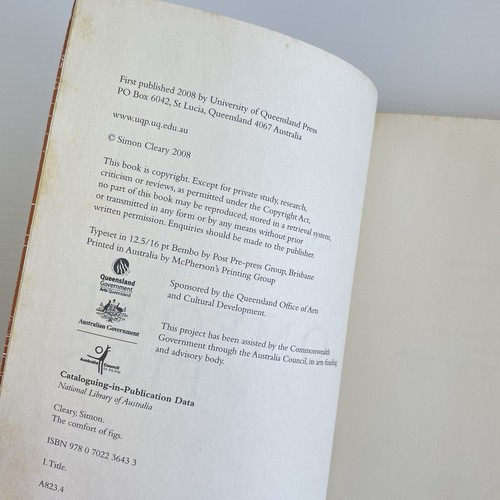 First published 2008 by University of Queensland Press
PO Box 6042, St Lucia, Queensland 4067 Australia
www.uqp.uq.edu.au
© Simon Cleary 2008
This book is copyright. Except for private study, research,
criticism or reviews, as permitted under the Copyright Act,
no part of this book may be reproduced, stored in a retrieval system,
or transmitted in any form or by any means without prior
written permission. Enquiries should be made to the publisher.
Typeset in 12.5/16 pt Bembo by Post Pre-press Group, Brisbane
Printed in Australia by McPherson's Printing Group
Queensland
Government
Arts Queensland
Sponsored by the Queensland Office of Arts
and Cultural Development.
Australian Government
This project has been assisted by the Commonwealth
Government through the Australia Council, its arts funding
and advisory body.
Australia Council
Cataloguing-in-Publication Data
National Library of Australia
Cleary, Simon.
The comfort of figs.
ISBN 978 0 7022 3643 3
I. Title.
A823.4